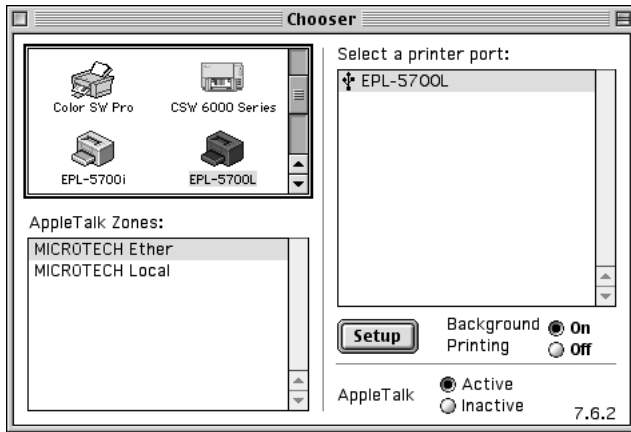 Chooser
Color SW Pro
CSW 6000 Series
EPL-5700i
EPL-5700L
AppleTalk Zones:
MICROTECH Ether
MICROTECH Local
Select a printer port:
EPL-5700L
Setup
Background Printing
On
Off
AppleTalk
Active
Inactive
7.6.2